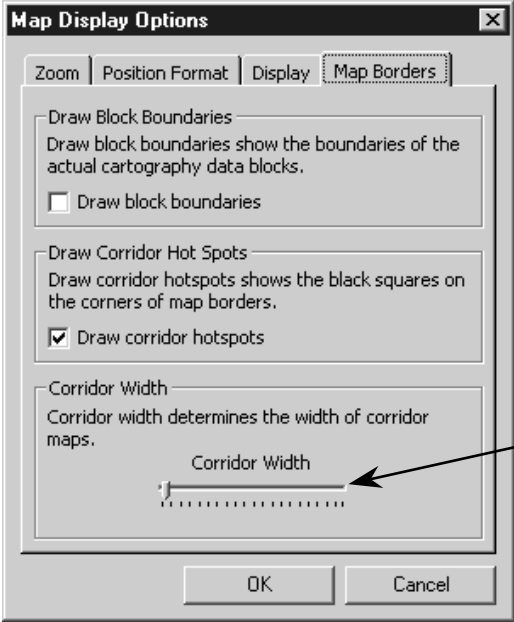 Map Display Options
Zoom Position Format Display Map Borders
Draw Block Boundaries
Draw block boundaries show the boundaries of the
actual cartography data blocks.
Draw block boundaries
Draw Corridor Hot Spots
Draw corridor hotspots shows the black squares on
the corners of map borders.
Draw corridor hotspots
Corridor Width
Corridor width determines the width of corridor
maps.
Corridor Width
OK Cancel